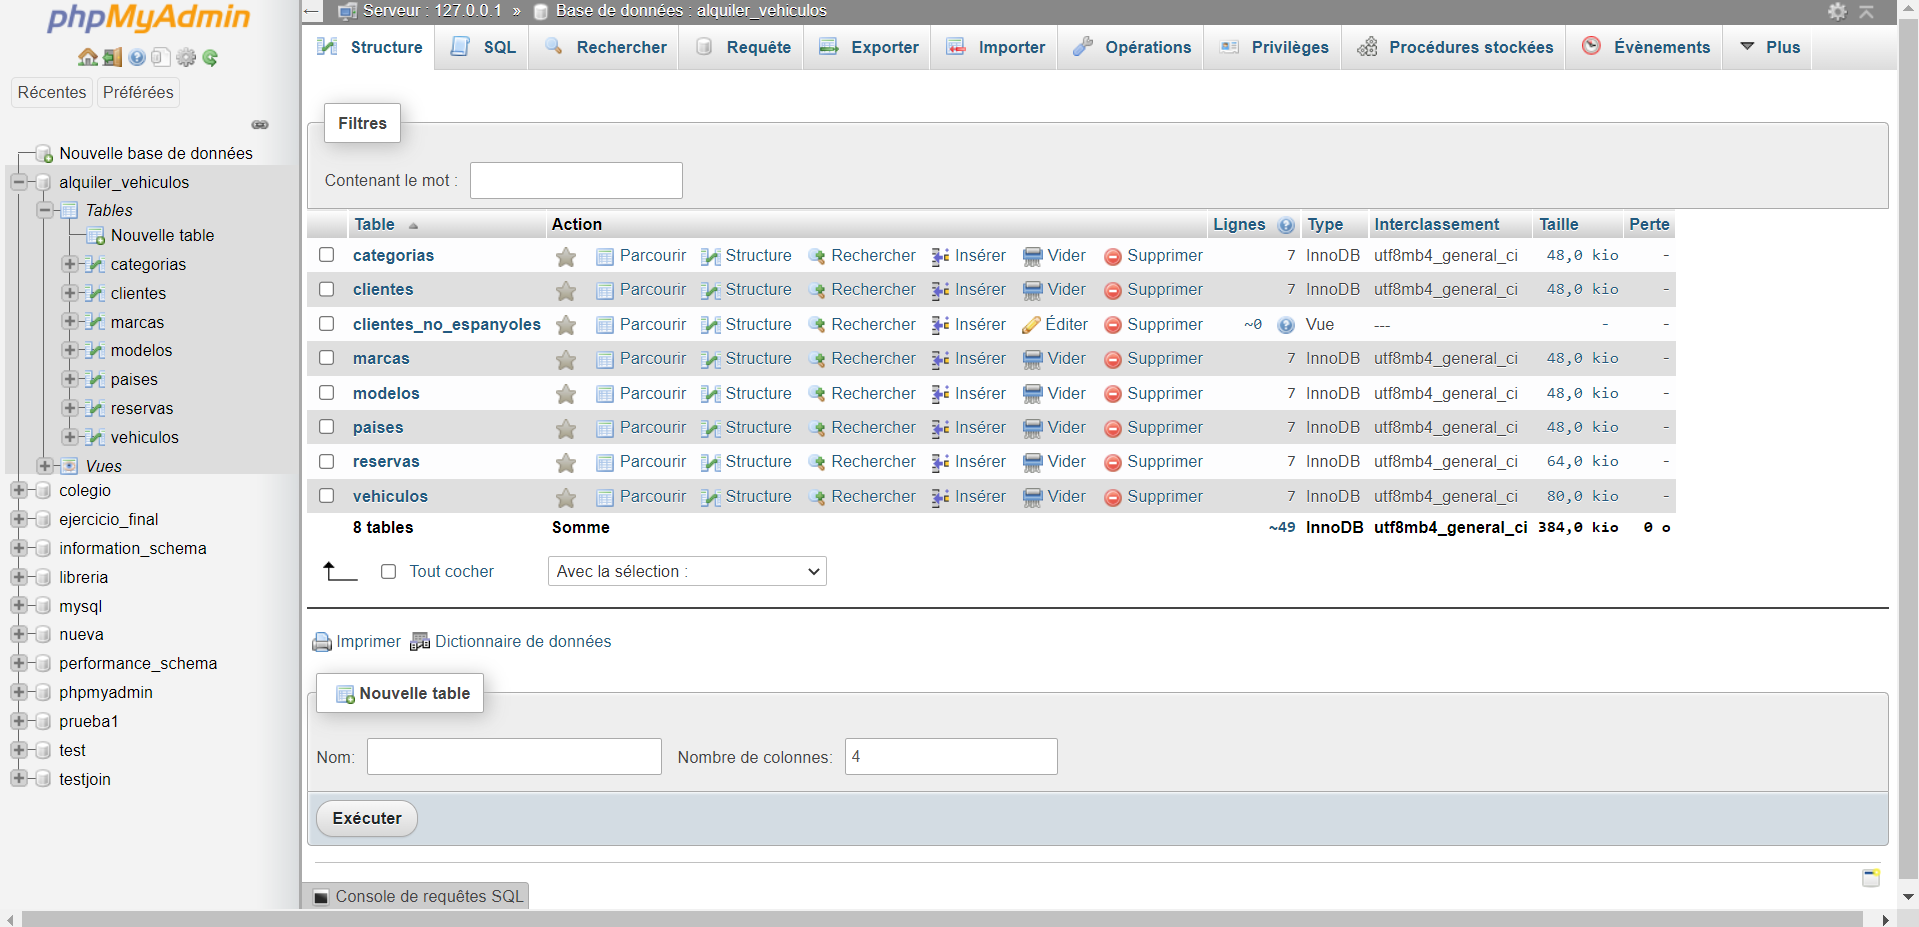 phpMyAdmin
Récentes Préférées
Nouvelle base de données
alquiler_vehiculos
Tables
Nouvelle table
categorias
clientes
marcas
modelos
paises
reservas
vehiculos
Vues
colegio
ejercicio_final
information_schema
libreria
mysql
nueva
performance_schema
phpmyadmin
prueba1
test
testjoin
Serveur : 127.0.0.1 » Base de données : alquiler_vehiculos
Structure SQL Rechercher Requête Exporter Importer Opérations Privilèges Procédures stockées Évènements Plus
Filtres
Contenant le mot :
Table Action Lignes Type Interclassement Taille Perte
categorias Parcourir Structure Rechercher Insérer Vider Supprimer 7 InnoDB utf8mb4_general_ci 48,0 kio -
clientes Parcourir Structure Rechercher Insérer Vider Supprimer 7 InnoDB utf8mb4_general_ci 48,0 kio -
clientes_no_espanyoles Parcourir Structure Rechercher Insérer Éditer Supprimer ~0 Vue --- - -
marcas Parcourir Structure Rechercher Insérer Vider Supprimer 7 InnoDB utf8mb4_general_ci 48,0 kio -
modelos Parcourir Structure Rechercher Insérer Vider Supprimer 7 InnoDB utf8mb4_general_ci 48,0 kio -
paises Parcourir Structure Rechercher Insérer Vider Supprimer 7 InnoDB utf8mb4_general_ci 48,0 kio -
reservas Parcourir Structure Rechercher Insérer Vider Supprimer 7 InnoDB utf8mb4_general_ci 64,0 kio -
vehiculos Parcourir Structure Rechercher Insérer Vider Supprimer 7 InnoDB utf8mb4_general_ci 80,0 kio -
8 tables Somme ~49 InnoDB utf8mb4_general_ci 384,0 kio 0 o
Tout cocher Avec la sélection :
Imprimer Dictionnaire de données
Nouvelle table
Nom: Nombre de colonnes: 4
Exécuter
Console de requêtes SQL